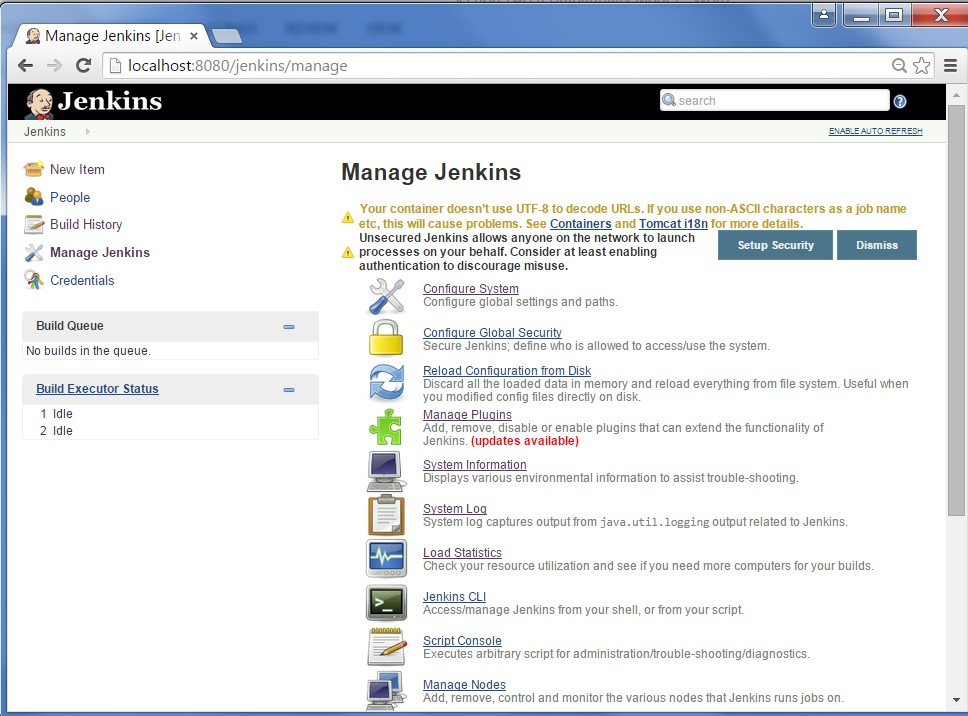 Manage Jenkins [Jen
localhost:8080/jenkins/manage
Jenkins
search
Jenkins
ENABLE AUTO REFRESH
New Item
People
Build History
Manage Jenkins
Credentials
Build Queue
No builds in the queue.
Build Executor Status
1 Idle
2 Idle
Manage Jenkins
Your container doesn't use UTF-8 to decode URLs. If you use non-ASCII characters as a job name
etc, this will cause problems. See Containers and Tomcat i18n for more details.
Unsecured Jenkins allows anyone on the network to launch
processes on your behalf. Consider at least enabling
authentication to discourage misuse.
Setup Security
Dismiss
Configure System
Configure global settings and paths.
Configure Global Security
Secure Jenkins; define who is allowed to access/use the system.
Reload Configuration from Disk
Discard all the loaded data in memory and reload everything from file system. Useful when
you modified config files directly on disk.
Manage Plugins
Add, remove, disable or enable plugins that can extend the functionality of
Jenkins. (updates available)
System Information
Displays various environmental information to assist trouble-shooting.
System Log
System log captures output from java.util.logging output related to Jenkins.
Load Statistics
Check your resource utilization and see if you need more computers for your builds.
Jenkins CLI
Access/manage Jenkins from your shell, or from your script.
Script Console
Executes arbitrary script for administration/trouble-shooting/diagnostics.
Manage Nodes
Add, remove, control and monitor the various nodes that Jenkins runs jobs on.